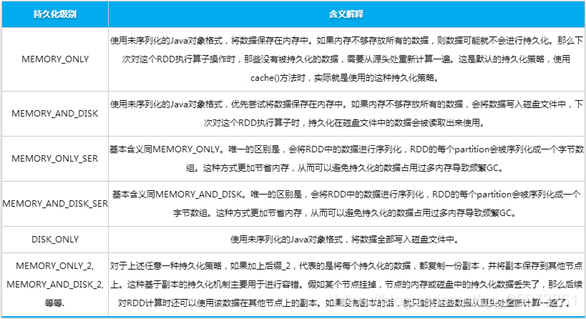 持久化级别
含义解释
MEMORY_ONLY
使用未序列化的Java对象格式，将数据保存在内存中。如果内存不够存放所有的数据，则数据可能就不会进行持久化。那么下
次对这个RDD执行算子操作时，那些没有被持久化的数据，需要从源头处重新计算一遍。这是默认的持久化策略，使用
cache()方法时，实际就是使用的这种持久化策略。
MEMORY_AND_DISK
使用未序列化的Java对象格式，优先尝试将数据保存在内存中。如果内存不够存放所有的数据，会将数据写入磁盘文件中，下
次对这个RDD执行算子时，持久化在磁盘文件中的数据会被读取出来使用。
MEMORY_ONLY_SER
基本含义同MEMORY_ONLY。唯一的区别是，会将RDD中的数据进行序列化，RDD的每个partition会被序列化成一个字节数
组。这种方式更加节省内存，从而可以避免持久化的数据占用过多内存导致频繁GC。
MEMORY_AND_DISK_SER
基本含义同MEMORY_AND_DISK。唯一的区别是，会将RDD中的数据进行序列化，RDD的每个partition会被序列化成一个
字节数组。这种方式更加节省内存，从而可以避免持久化的数据占用过多内存导致频繁GC。
DISK_ONLY
使用未序列化的Java对象格式，将数据全部写入磁盘文件中。
MEMORY_ONLY_2,
MEMORY_AND_DISK_2,
等等.
对于上述任意一种持久化策略，如果加上后缀_2，代表的是将每个持久化的数据，都复制一份副本，并将副本保存到其他节点
上。这种基于副本的持久化机制主要用于进行容错。假如某个节点挂掉，节点的内存或磁盘中的持久化数据丢失了，那么后续
对RDD计算时还可以使用该数据在其他节点上的副本。如果没有副本的话，就只能将这些数据从源头处重新计算一遍了。